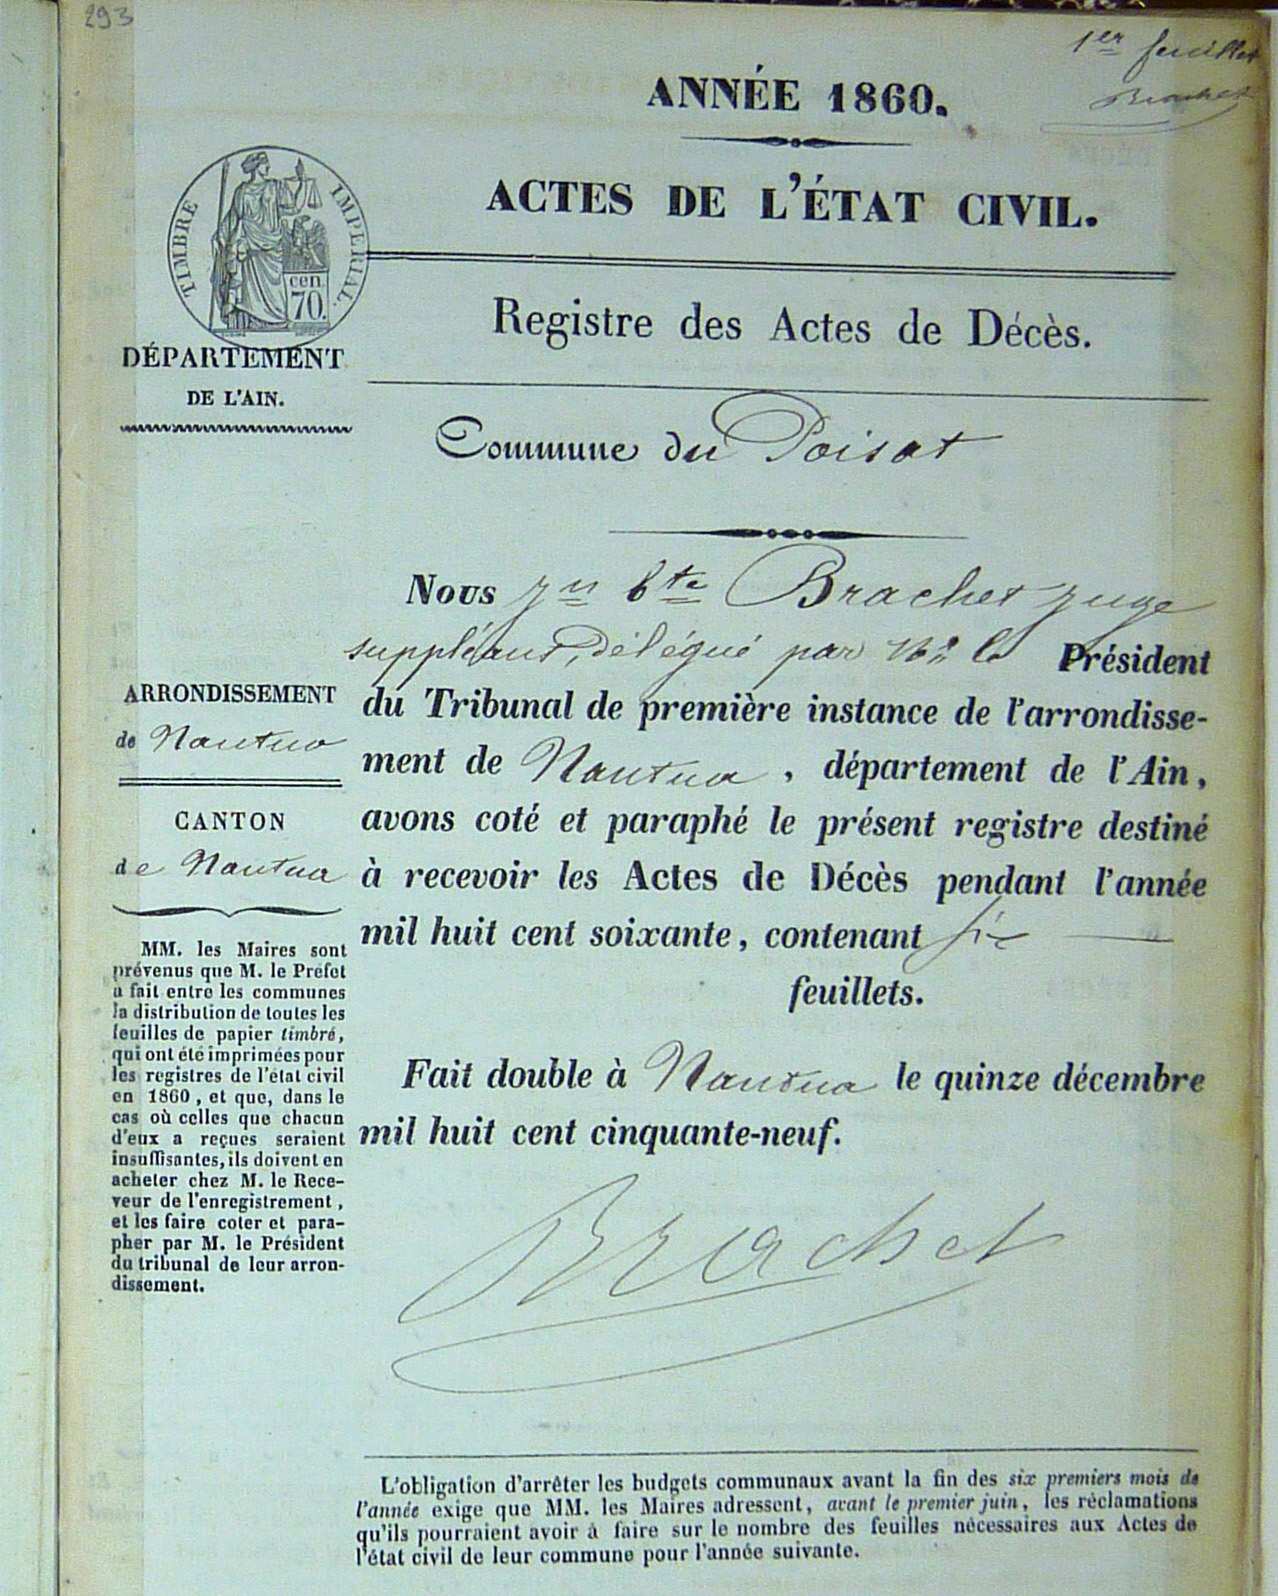 293
1er feuillet
Brachet
ANNÉE 1860.
ACTES DE L'ÉTAT CIVIL.
TIMBRE IMPERIAL.
cen.
70.
Registre des Actes de Décès.
DÉPARTEMENT
DE L'AIN.
Commune du Poisat
Nous Jn Bte Brachet juge
suppléant, délégué par Mr le Président
du Tribunal de première instance de l'arrondisse-
ment de Nantua, département de l'Ain,
avons coté et paraphé le présent registre destiné
à recevoir les Actes de Décès pendant l'année
mil huit cent soixante, contenant six
feuillets.
Fait double à Nantua le quinze décembre
mil huit cent cinquante-neuf.
Brachet
ARRONDISSEMENT
de Nantua
CANTON
de Nantua
MM. les Maires sont
prévenus que M. le Préfet
a fait entre les communes
la distribution de toutes les
feuilles de papier timbré,
qui ont été imprimées pour
les registres de l'état civil
en 1860, et que, dans le
cas où celles que chacun
d'eux a reçues seraient
insuffisantes, ils doivent en
acheter chez M. le Rece-
veur de l'enregistrement,
et les faire coter et para-
pher par M. le Président
du tribunal de leur arron-
dissement.
L'obligation d'arrêter les budgets communaux avant la fin des six premiers mois de
l'année exige que MM. les Maires adressent, avant le premier juin, les réclamations
qu'ils pourraient avoir à faire sur le nombre des feuilles nécessaires aux Actes de
l'état civil de leur commune pour l'année suivante.